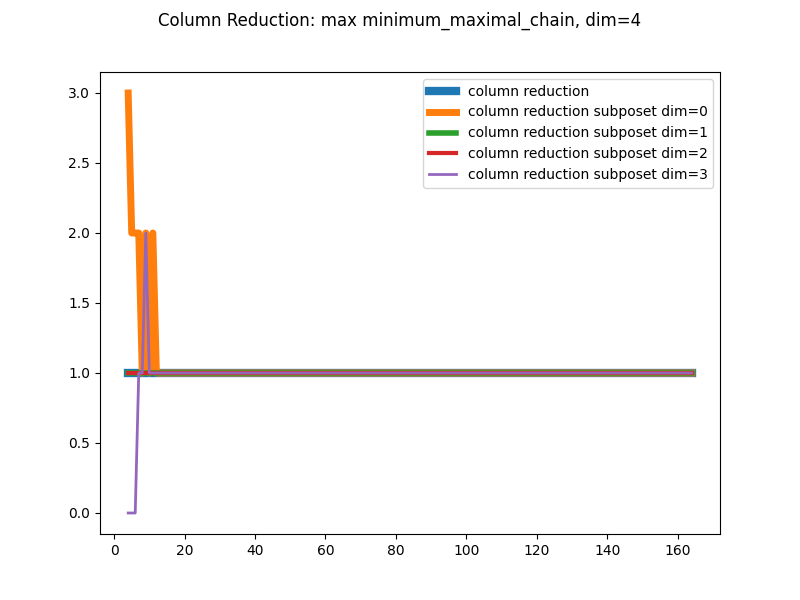 Column Reduction: max minimum_maximal_chain, dim=4
column reduction
column reduction subposet dim=0
column reduction subposet dim=1
column reduction subposet dim=2
column reduction subposet dim=3
3.0
2.5
2.0
1.5
1.0
0.5
0.0
0 20 40 60 80 100 120 140 160